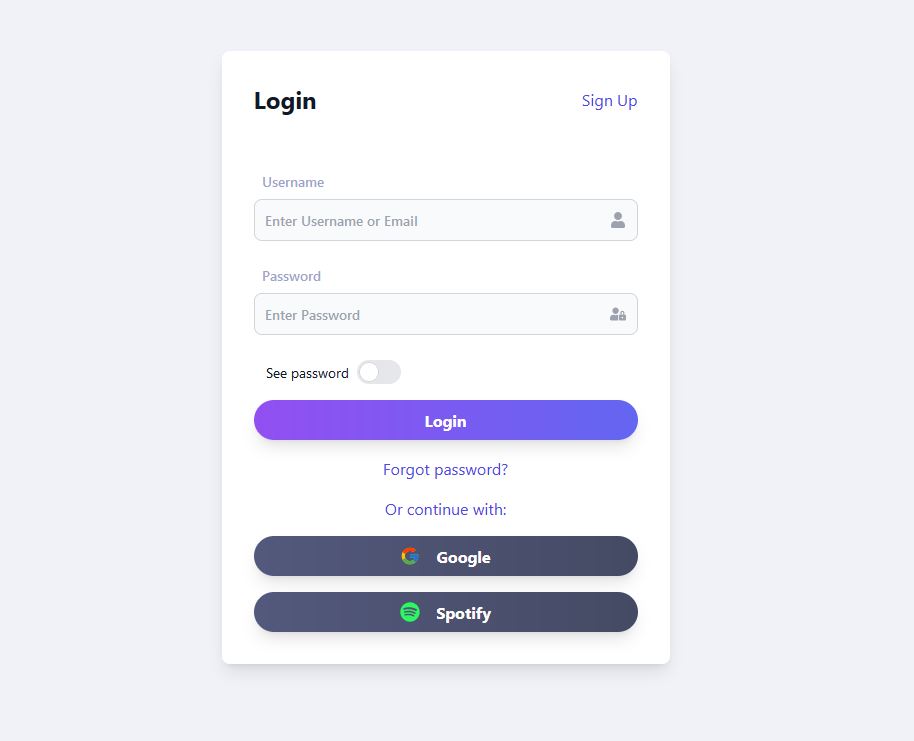 Login
Sign Up
Username
Enter Username or Email
Password
Enter Password
See password
Login
Forgot password?
Or continue with:
Google
Spotify